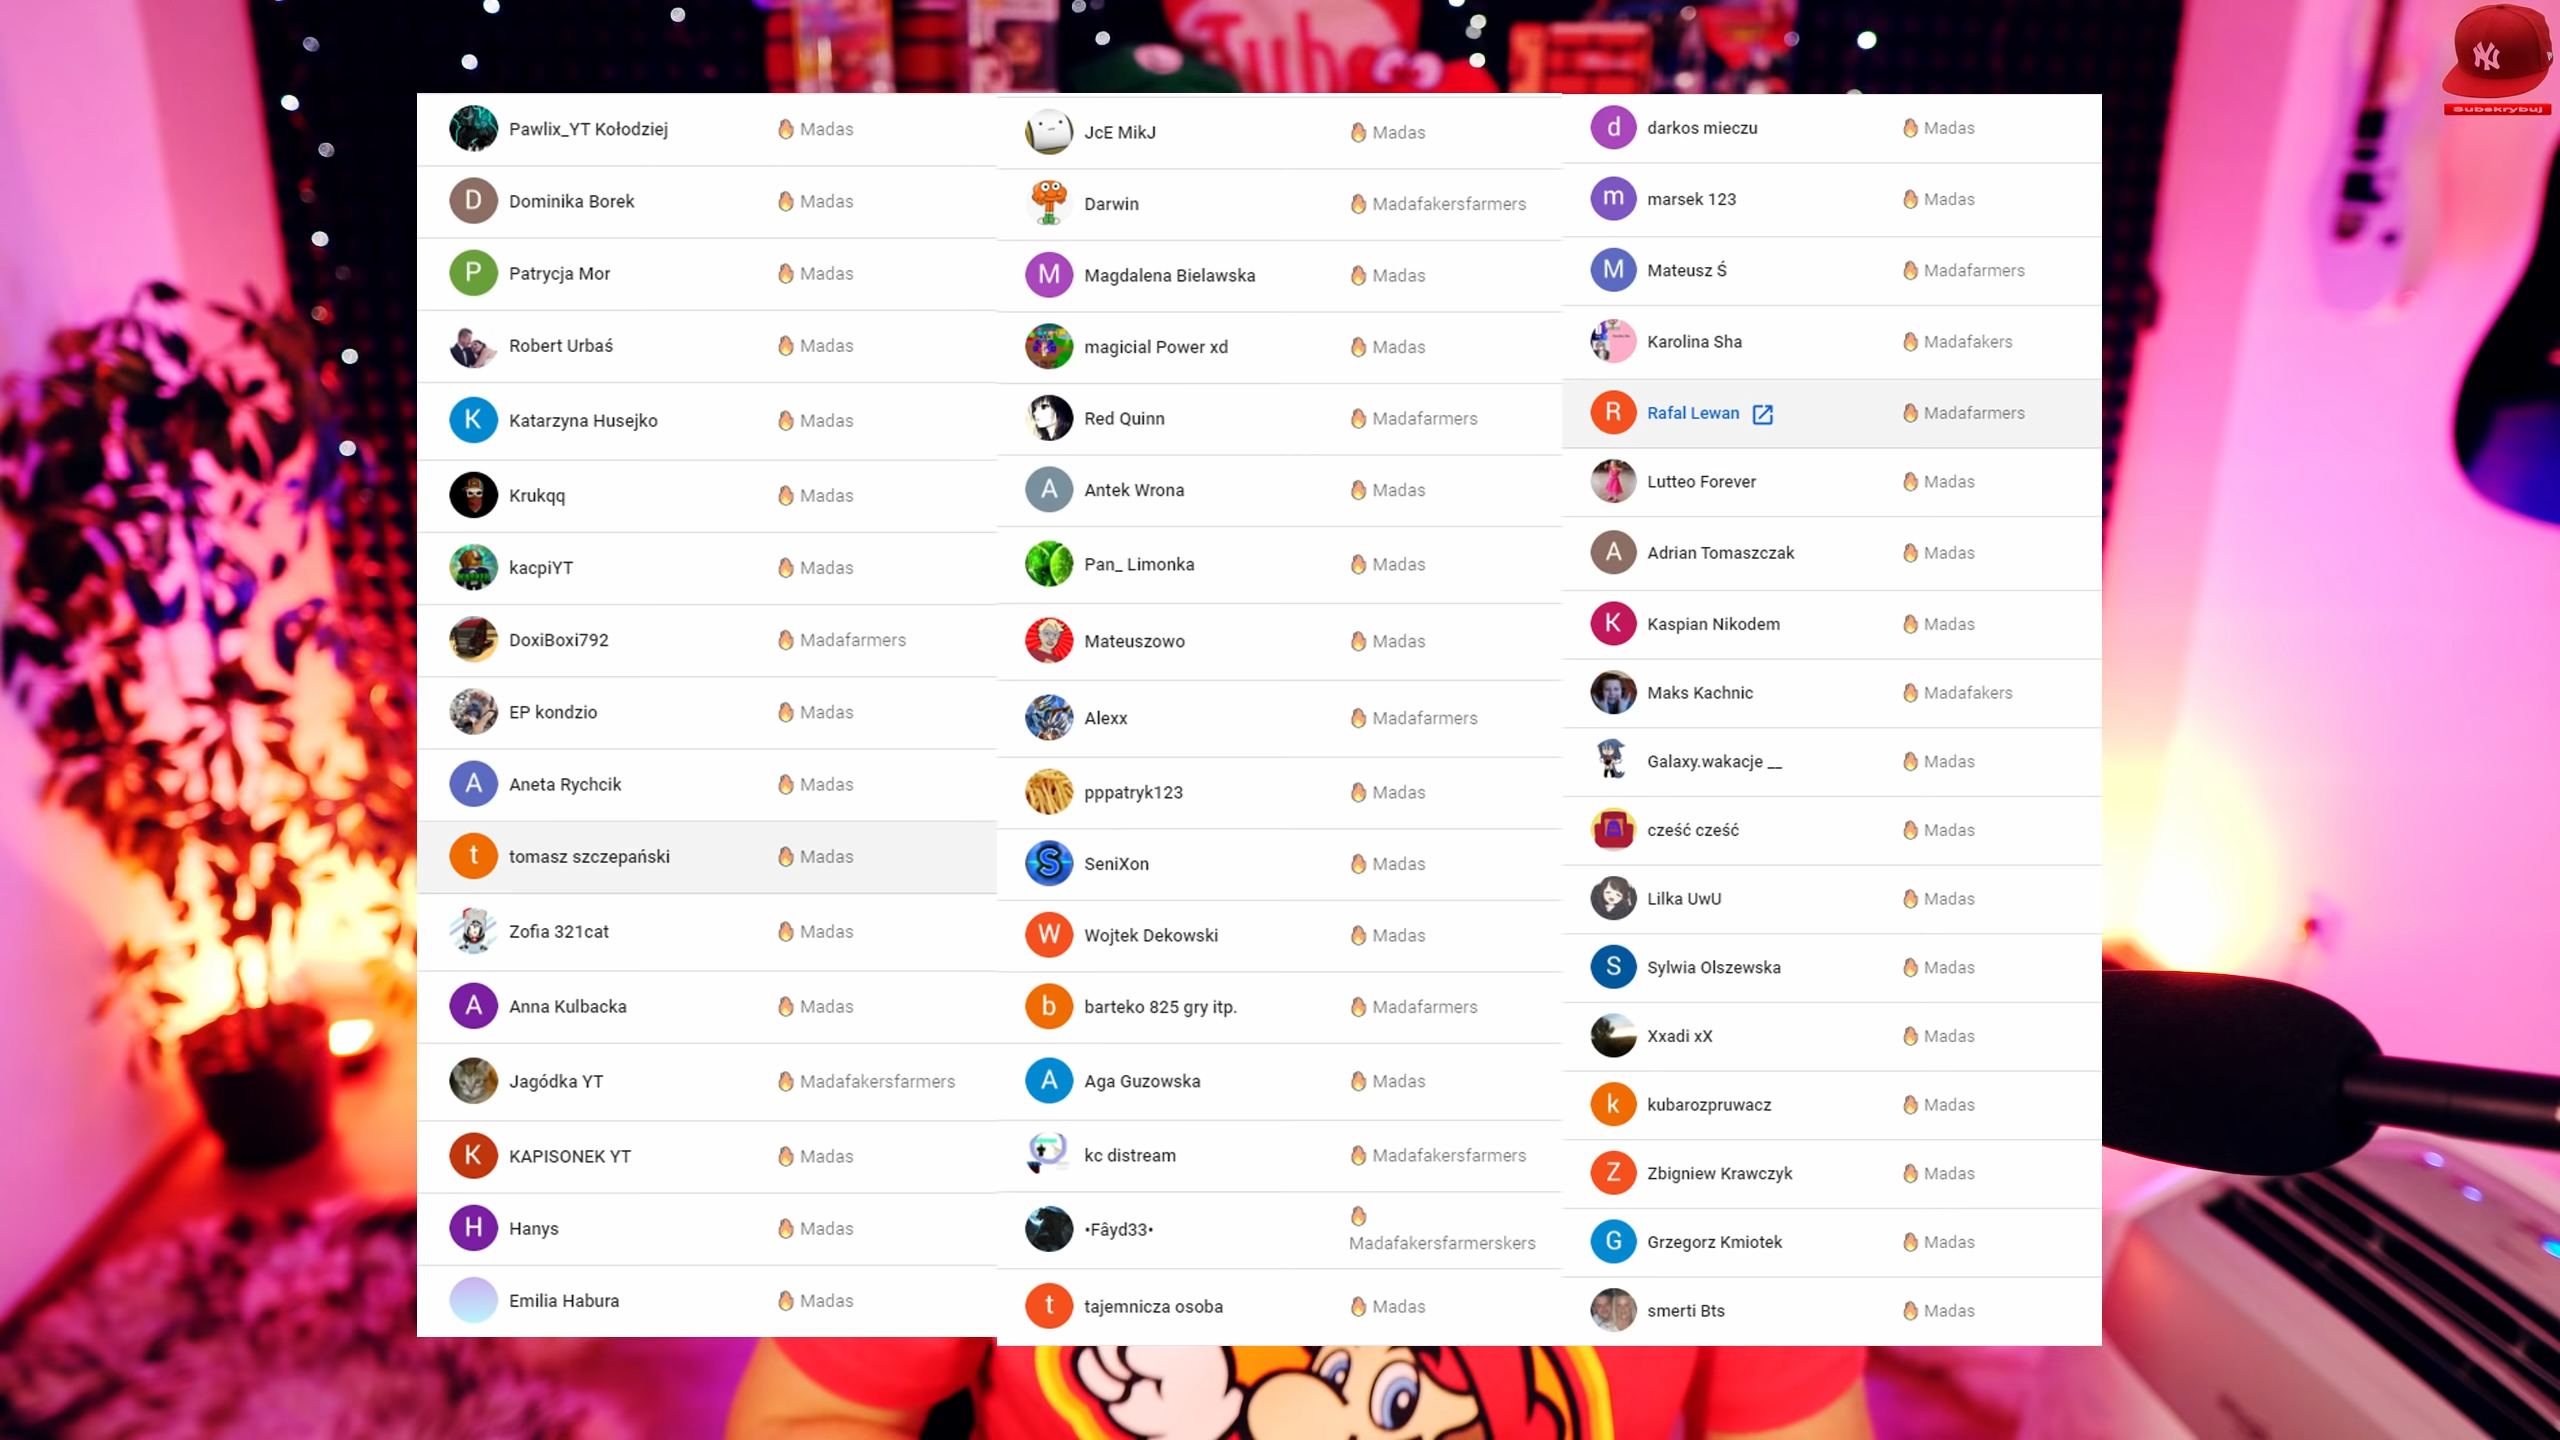 Tube
NY
Subskrybuj
Pawlix_YT Kołodziej Madas
Dominika Borek Madas
Patrycja Mor Madas
Robert Urbaś Madas
Katarzyna Husejko Madas
Krukqq Madas
kacpiYT Madas
DoxiBoxi792 Madafarmers
EP kondzio Madas
Aneta Rychcik Madas
tomasz szczepański Madas
Zofia 321cat Madas
Anna Kulbacka Madas
Jagódka YT Madafakersfarmers
KAPISONEK YT Madas
Hanys Madas
Emilia Habura Madas
JcE MikJ Madas
Darwin Madafakersfarmers
Magdalena Bielawska Madas
magicial Power xd Madas
Red Quinn Madafarmers
Antek Wrona Madas
Pan_ Limonka Madas
Mateuszowo Madas
Alexx Madafarmers
pppatryk123 Madas
SeniXon Madas
Wojtek Dekowski Madas
barteko 825 gry itp. Madafarmers
Aga Guzowska Madas
kc distream Madafakersfarmers
•Fâyd33• Madafakersfarmerskers
tajemnicza osoba Madas
darkos mieczu Madas
marsek 123 Madas
Mateusz Ś Madafarmers
Karolina Sha Madafakers
Rafal Lewan Madafarmers
Lutteo Forever Madas
Adrian Tomaszczak Madas
Kaspian Nikodem Madas
Maks Kachnic Madafakers
Galaxy.wakacje __ Madas
cześć cześć Madas
Lilka UwU Madas
Sylwia Olszewska Madas
Xxadi xX Madas
kubarozpruwacz Madas
Zbigniew Krawczyk Madas
Grzegorz Kmiotek Madas
smerti Bts Madas